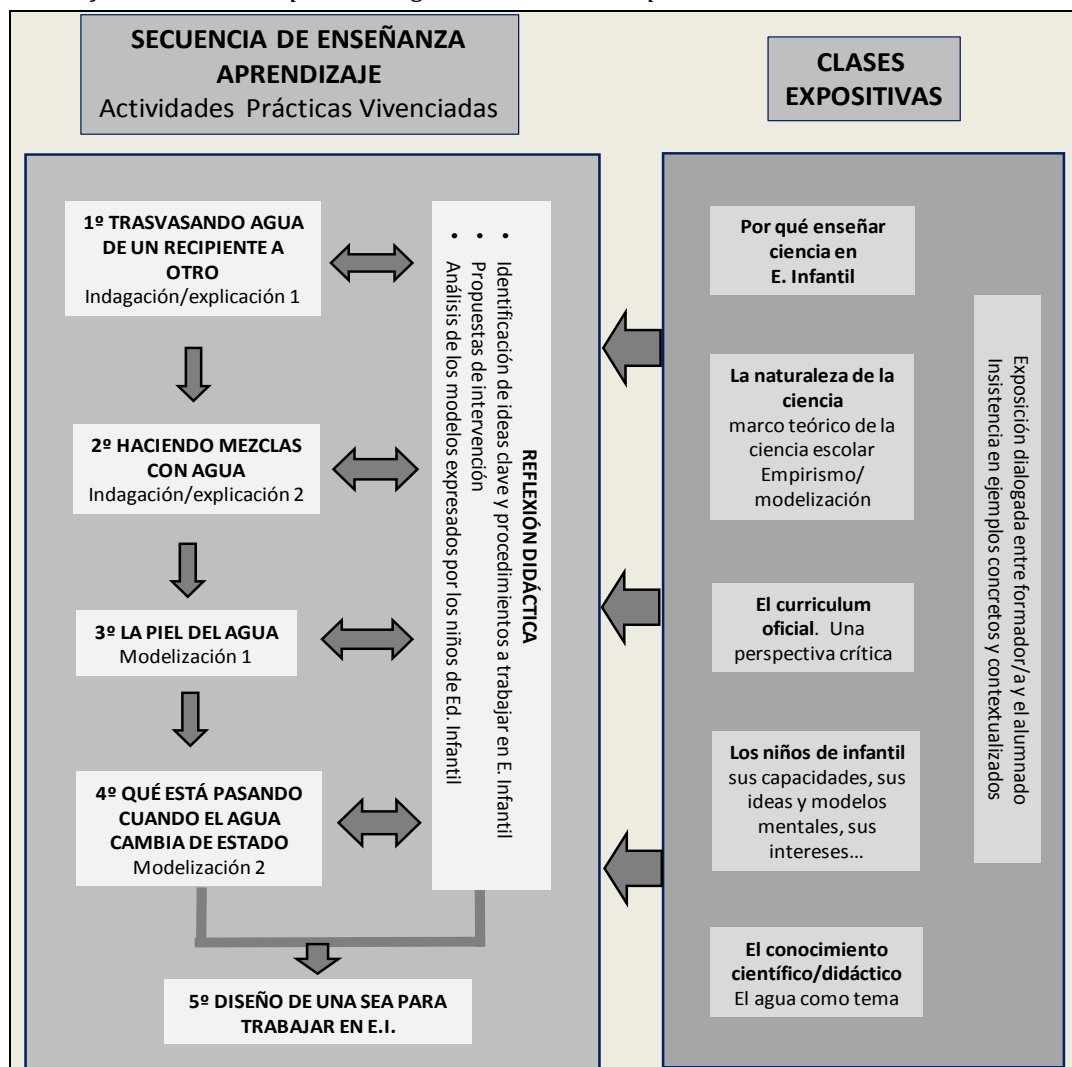 SECUENCIA DE ENSEÑANZA
APRENDIZAJE
Actividades Prácticas Vivenciadas
1º TRASVASANDO AGUA
DE UN RECIPIENTE A
OTRO
Indagación/explicación 1
2º HACIENDO MEZCLAS
CON AGUA
Indagación/explicación 2
3º LA PIEL DEL AGUA
Modelización 1
4º QUÉ ESTÁ PASANDO
CUANDO EL AGUA
CAMBIA DE ESTADO
Modelización 2
5º DISEÑO DE UNA SEA PARA
TRABAJAR EN E.I.
REFLEXIÓN DIDÁCTICA
• Identificación de ideas clave y procedimientos a trabajar en E. Infantil
• Propuestas de intervención
• Análisis de los modelos expresados por los niños de Ed. Infantil
CLASES
EXPOSITIVAS
Por qué enseñar
ciencia en
E. Infantil
La naturaleza de la
ciencia
marco teórico de la
ciencia escolar
Empirismo/
modelización
El curriculum
oficial. Una
perspectiva crítica
Los niños de infantil
sus capacidades, sus
ideas y modelos
mentales, sus
intereses...
El conocimiento
científico/didáctico
El agua como tema
Exposición dialogada entre formador/a y el alumnado
Insistencia en ejemplos concretos y contextualizados